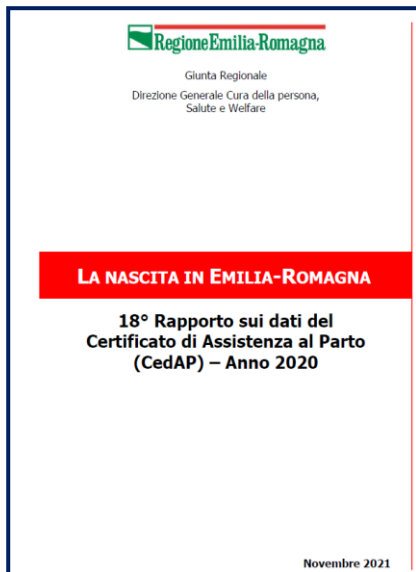 RegioneEmilia-Romagna
Giunta Regionale
Direzione Generale Cura della persona,
Salute e Welfare
LA NASCITA IN EMILIA-ROMAGNA
18° Rapporto sui dati del
Certificato di Assistenza al Parto
(CedAP) – Anno 2020
Novembre 2021